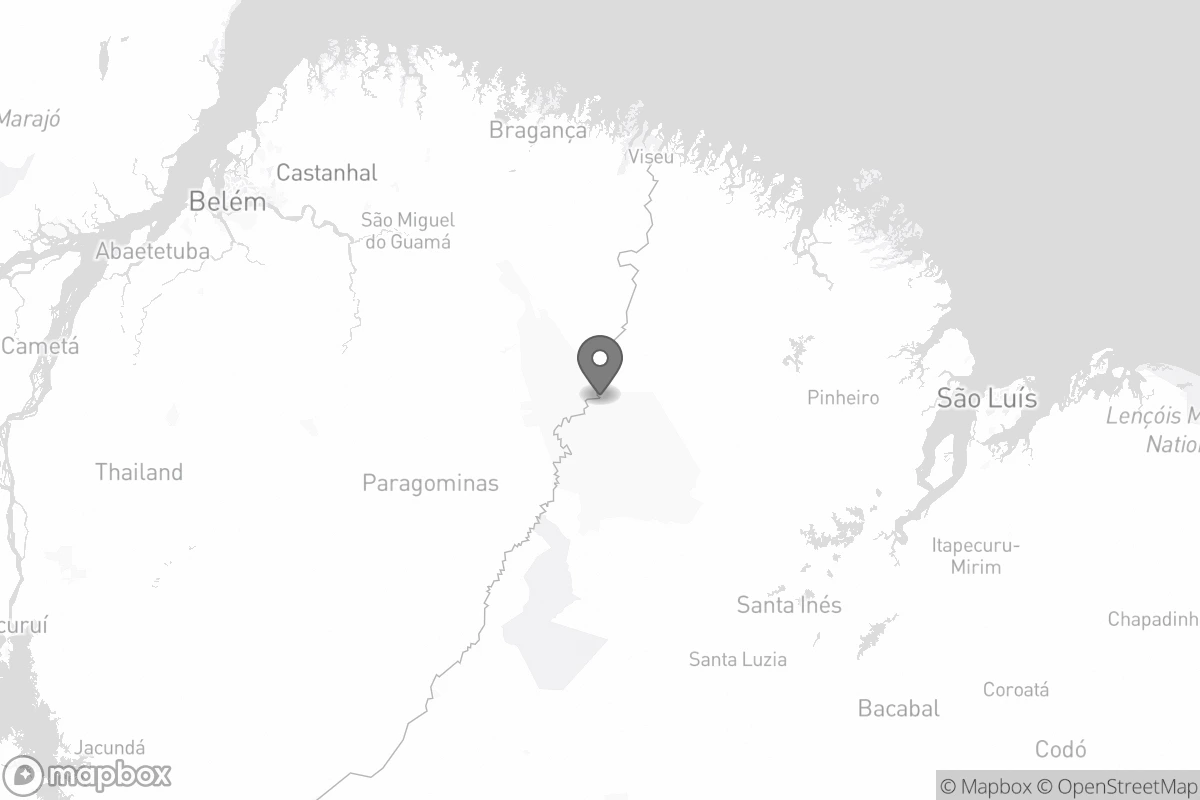 Marajó
Bragança
Viseu
Castanhal
Belém
São Miguel
do Guamá
Abaetetuba
Cametá
Pinheiro
São Luís
Lençóis M
Nation
Thailand
Paragominas
Itapecuru-
Mirim
Santa Inés
curuí
Chapadinh
Santa Luzia
Coroatá
Bacabal
Jacundá
Codó
mapbox
© Mapbox © OpenStreetMap